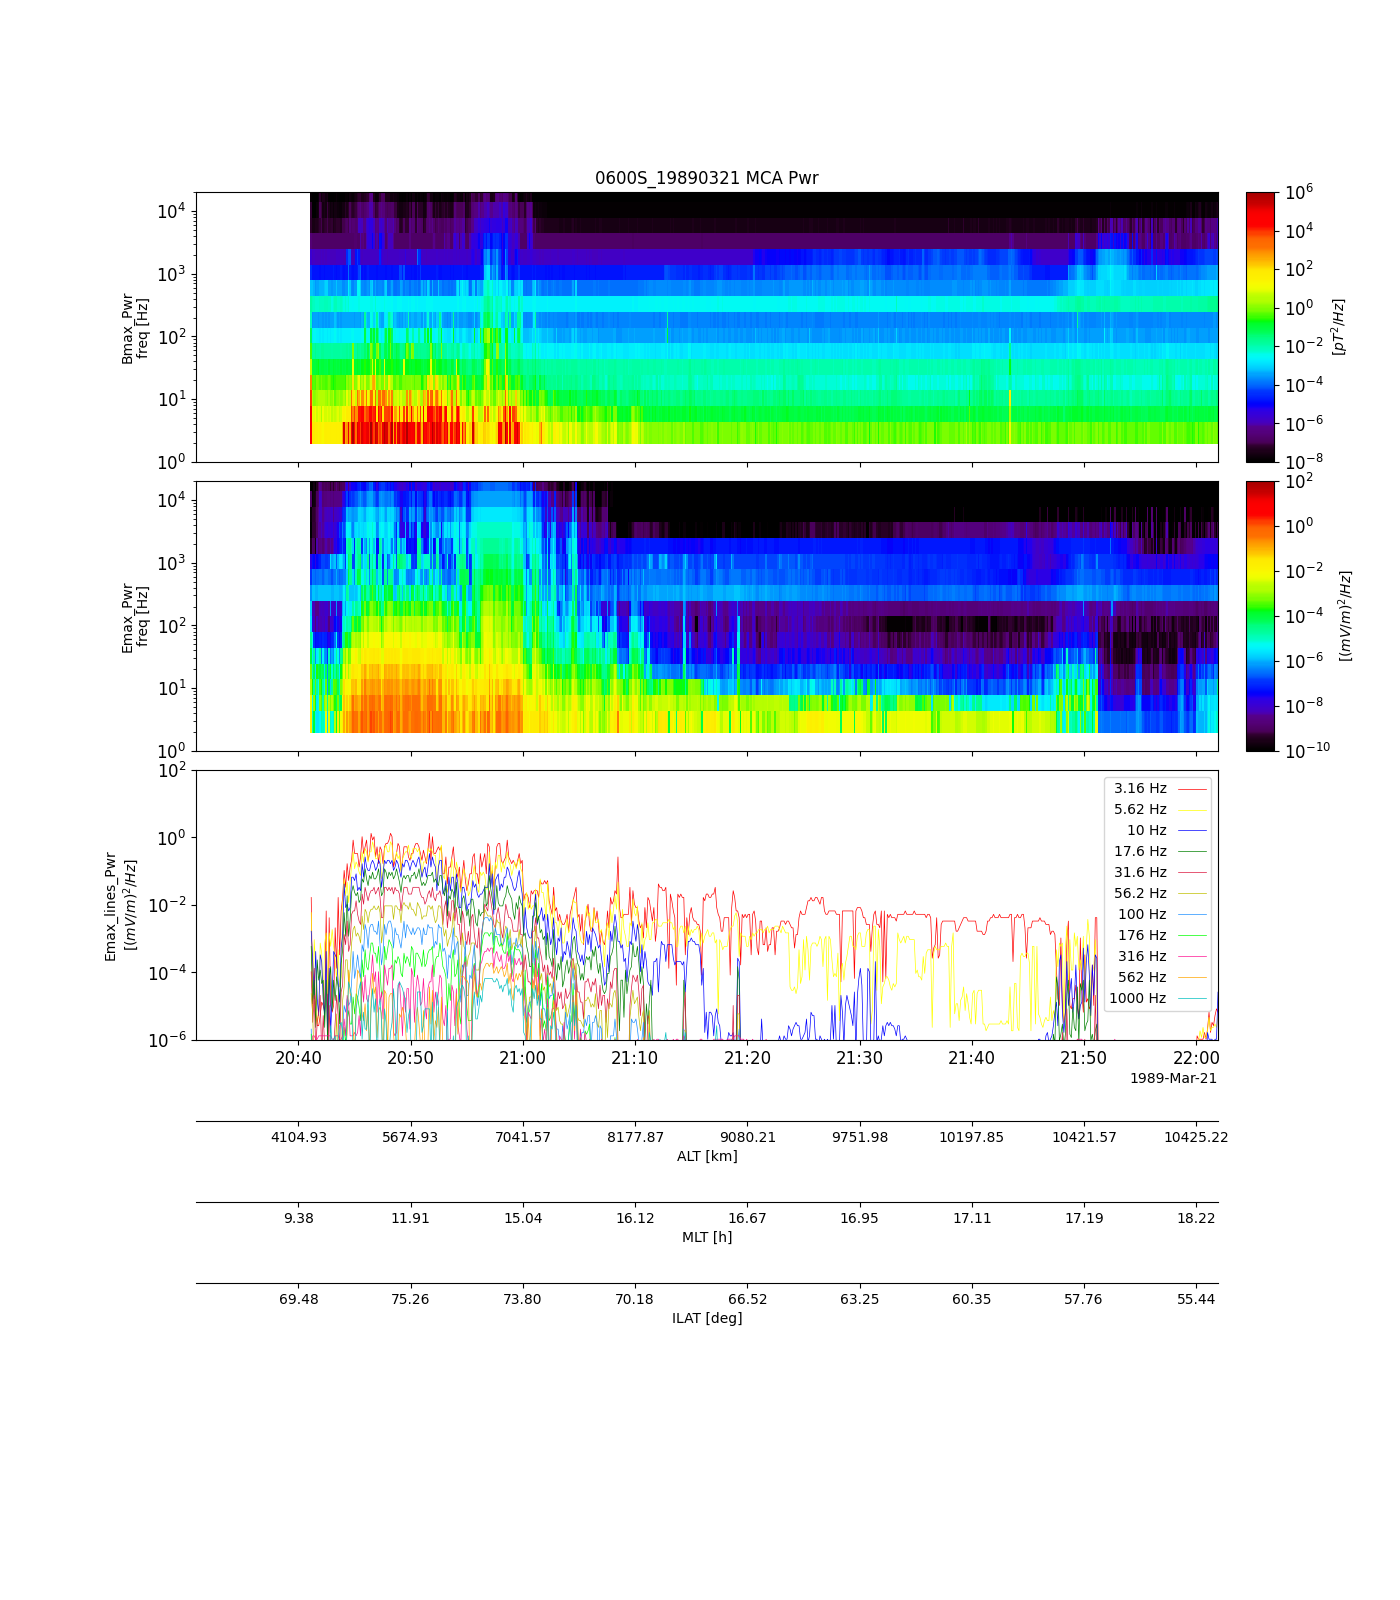 0600S_19890321 MCA Pwr
10^4
10^3
10^2
10^1
10^0
Bmax_Pwr
freq [Hz]
10^6
10^4
10^2
10^0
10^-2
10^-4
10^-6
10^-8
[pT^2/Hz]
10^4
10^3
10^2
10^1
10^0
Emax_Pwr
freq [Hz]
10^2
10^0
10^-2
10^-4
10^-6
10^-8
10^-10
[(mV/m)^2/Hz]
10^2
10^0
10^-2
10^-4
10^-6
Emax_lines_Pwr
[(mV/m)^2/Hz]
3.16 Hz
5.62 Hz
10 Hz
17.6 Hz
31.6 Hz
56.2 Hz
100 Hz
176 Hz
316 Hz
562 Hz
1000 Hz
20:40 20:50 21:00 21:10 21:20 21:30 21:40 21:50 22:00
1989-Mar-21
4104.93 5674.93 7041.57 8177.87 9080.21 9751.98 10197.85 10421.57 10425.22
ALT [km]
9.38 11.91 15.04 16.12 16.67 16.95 17.11 17.19 18.22
MLT [h]
69.48 75.26 73.80 70.18 66.52 63.25 60.35 57.76 55.44
ILAT [deg]